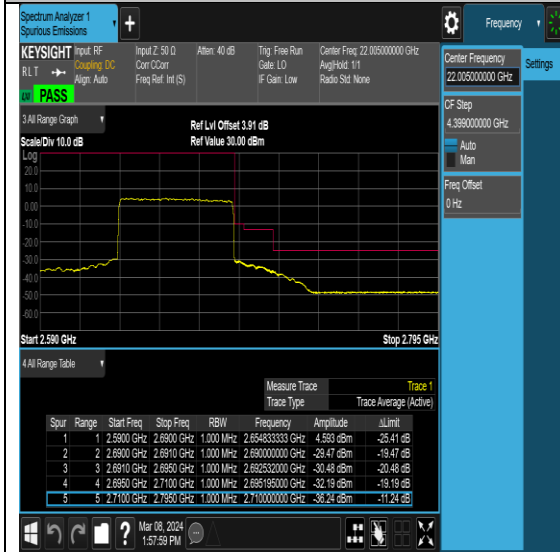 Spectrum Analyzer 1
Spurious Emissions
Frequency
KEYSIGHT Input: RF Input Z: 50 Ω Atten: 40 dB Trig: Free Run Center Freq: 22.005000000 GHz
RLT Coupling: DC Corr CCorr Gate: LO Avg|Hold: 1/1
Align: Auto Freq Ref: Int (S) IF Gain: Low Radio Std: None
PASS
Center Frequency
22.005000000 GHz
Settings
CF Step
4.399000000 GHz
Auto
Man
Freq Offset
0 Hz
3 All Range Graph
Ref Lvl Offset 3.91 dB
Scale/Div 10.0 dB Ref Value 30.00 dBm
Log
20.0
10.0
0.00
-10.0
-20.0
-30.0
-40.0
-50.0
-60.0
Start 2.590 GHz Stop 2.795 GHz
4 All Range Table
Measure Trace Trace 1
Trace Type Trace Average (Active)
Spur Range Start Freq Stop Freq RBW Frequency Amplitude ΔLimit
1 1 2.5900 GHz 2.6900 GHz 1.000 MHz 2.654833333 GHz 4.593 dBm -25.41 dB
2 2 2.6900 GHz 2.6910 GHz 1.000 MHz 2.690000000 GHz -29.47 dBm -19.47 dB
3 3 2.6910 GHz 2.6950 GHz 1.000 MHz 2.692532000 GHz -30.48 dBm -20.48 dB
4 4 2.6950 GHz 2.7100 GHz 1.000 MHz 2.695195000 GHz -32.19 dBm -19.19 dB
5 5 2.7100 GHz 2.7950 GHz 1.000 MHz 2.710000000 GHz -36.24 dBm -11.24 dB
Mar 08, 2024
1:57:59 PM